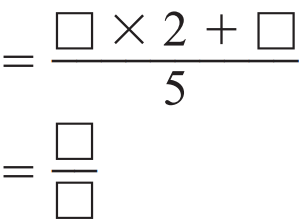 = (□ × 2 + □) / 5
= □ / □